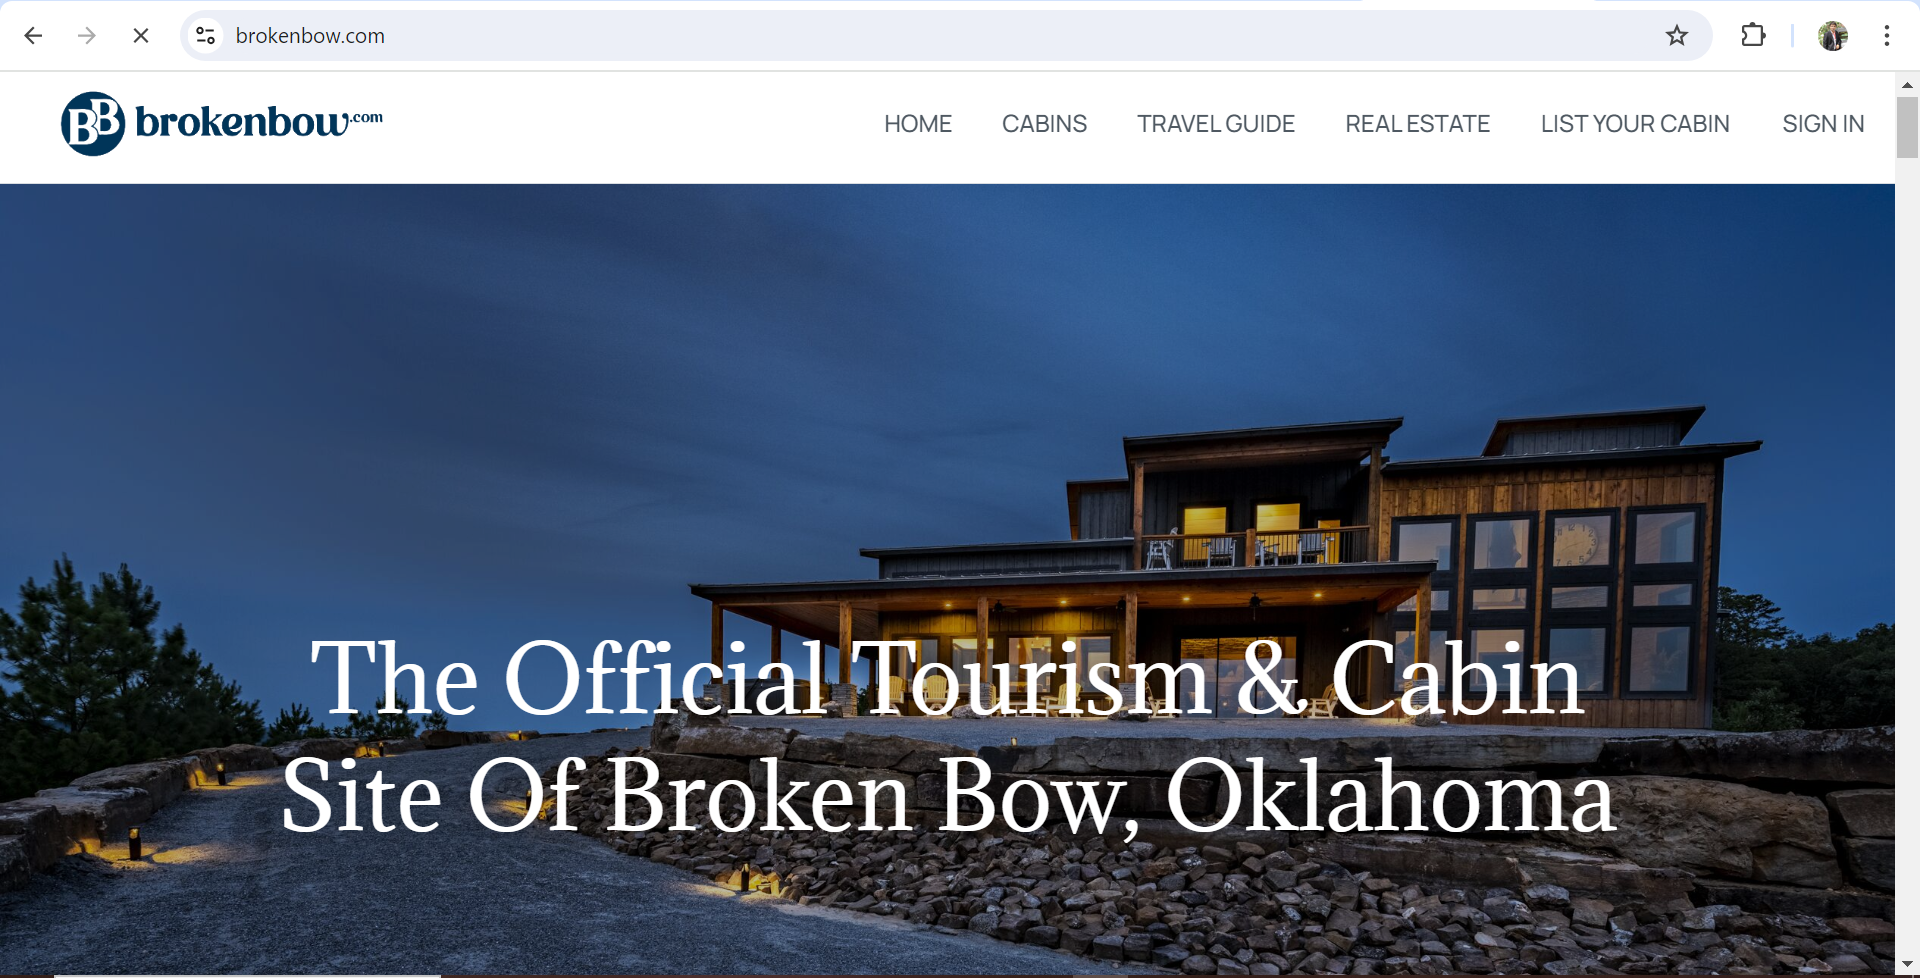 brokenbow.com
BB brokenbow.com
HOME CABINS TRAVEL GUIDE REAL ESTATE LIST YOUR CABIN SIGN IN
The Official Tourism & Cabin
Site Of Broken Bow, Oklahoma